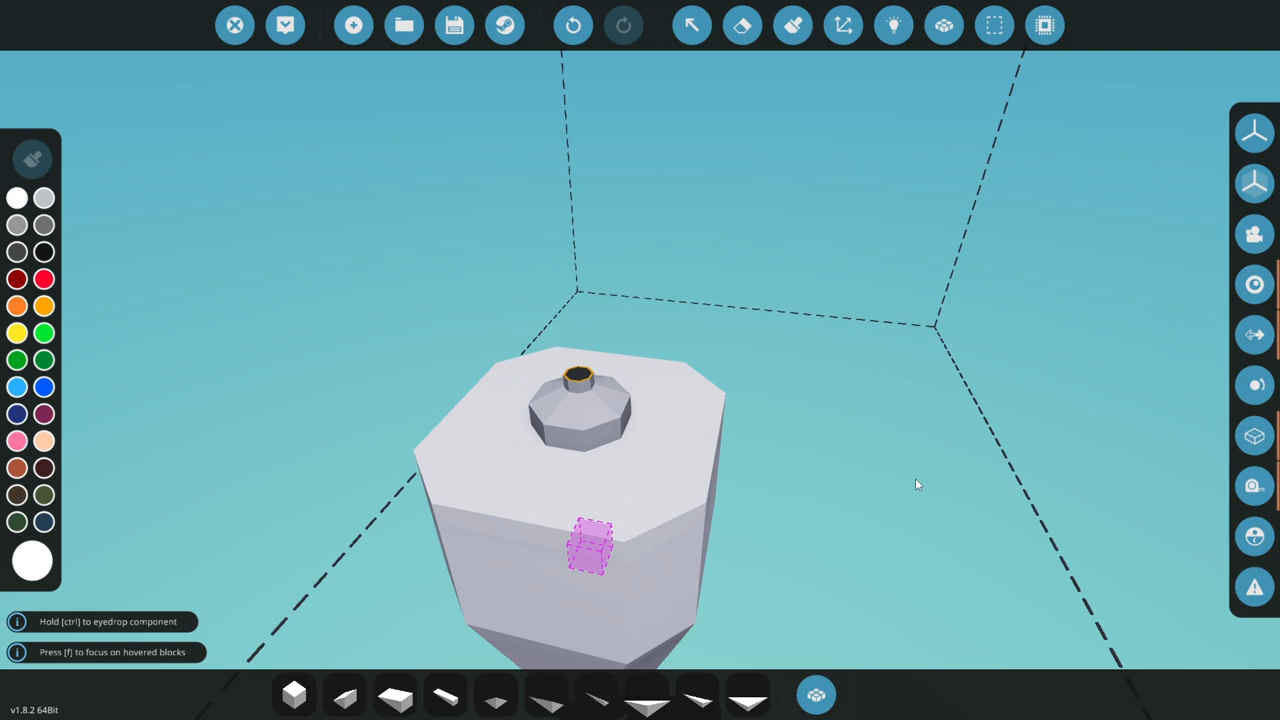 Hold [ctrl] to eyedrop component
Press [f] to focus on hovered blocks
v1.8.2 64Bit